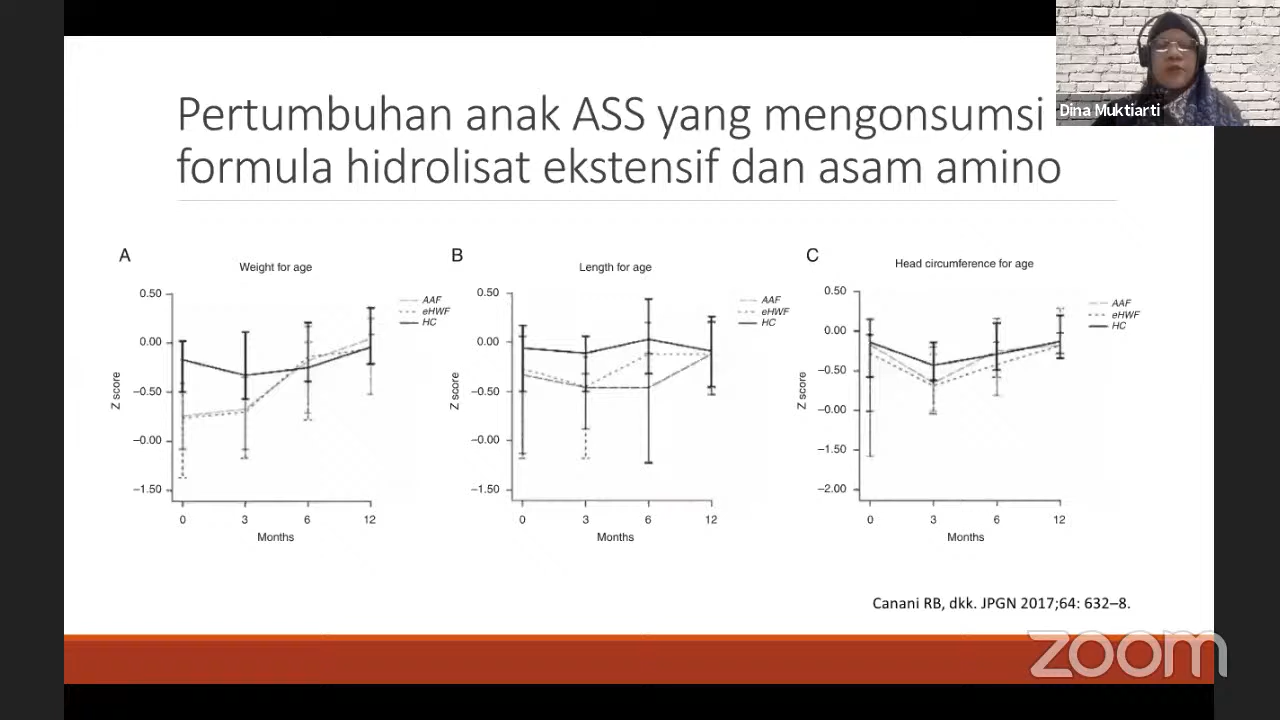 Dina Muktiarti
Pertumbuhan anak ASS yang mengonsumsi
formula hidrolisat ekstensif dan asam amino
A
Weight for age
0.50
0.00
−0.50
−0.00
−1.50
Z score
0 3 6 12
Months
AAF
eHWF
HC
B
Length for age
0.50
0.00
−0.50
−0.00
−1.50
Z score
0 3 6 12
Months
AAF
eHWF
HC
C
Head circumference for age
0.50
0.00
−0.50
−0.00
−1.50
−2.00
Z score
0 3 6 12
Months
AAF
eHWF
HC
Canani RB, dkk. JPGN 2017;64: 632–8.
zoom